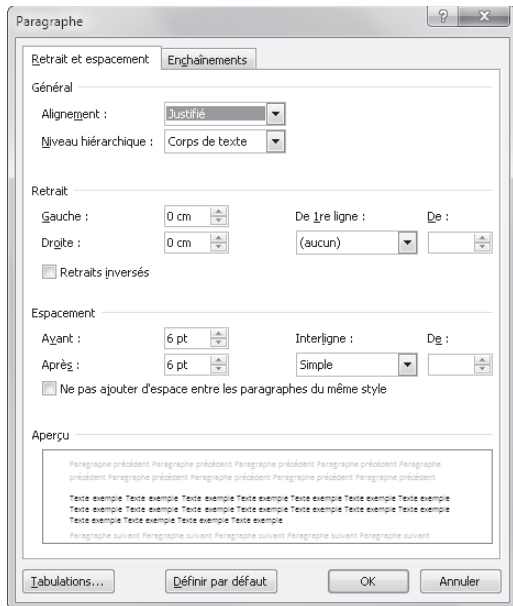 Paragraphe
Retrait et espacement Enchaînements
Général
Alignement : Justifié
Niveau hiérarchique : Corps de texte
Retrait
Gauche : 0 cm De 1re ligne : De :
Droite : 0 cm (aucun)
Retraits inversés
Espacement
Avant : 6 pt Interligne : De :
Après : 6 pt Simple
Ne pas ajouter d'espace entre les paragraphes du même style
Aperçu
Paragraphe précédent Paragraphe précédent Paragraphe précédent Paragraphe précédent Paragraphe
précédent Paragraphe précédent Paragraphe précédent Paragraphe précédent Paragraphe précédent
Texte exemple Texte exemple Texte exemple Texte exemple Texte exemple Texte exemple Texte exemple
Texte exemple Texte exemple Texte exemple Texte exemple Texte exemple Texte exemple Texte exemple
Texte exemple Texte exemple Texte exemple Texte exemple
Paragraphe suivant Paragraphe suivant Paragraphe suivant Paragraphe suivant Paragraphe suivant
Tabulations... Définir par défaut OK Annuler